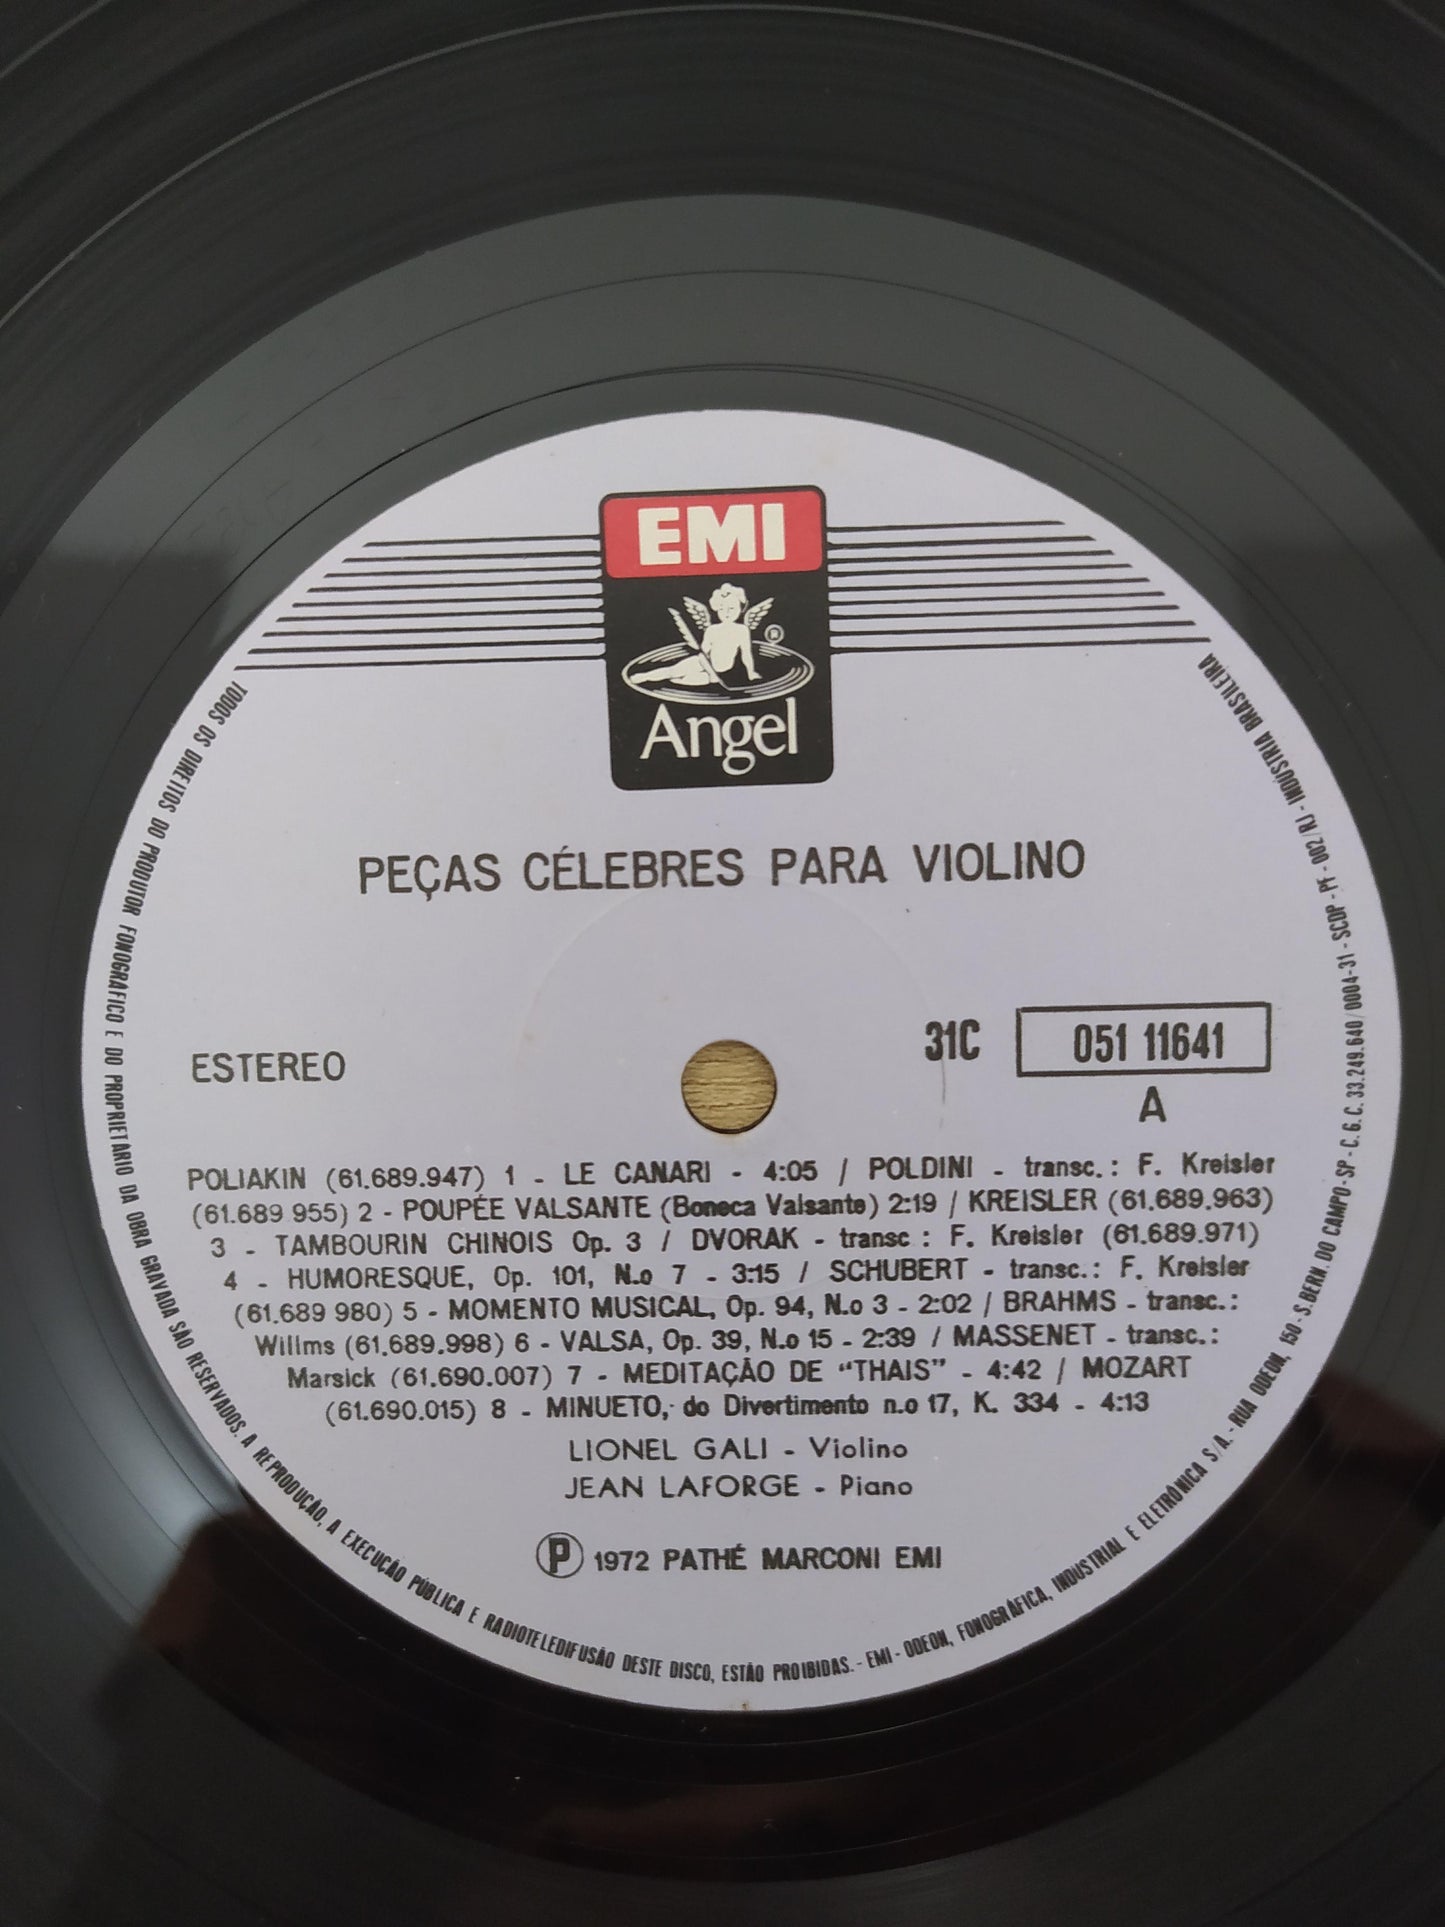 EMI
®
Angel
PEÇAS CÉLEBRES PARA VIOLINO
ESTEREO
31C 051 11641
A
POLIAKIN (61.689.947) 1 - LE CANARI - 4:05 / POLDINI - transc.: F. Kreisler
(61.689 955) 2 - POUPÉE VALSANTE (Boneca Valsante) 2:19 / KREISLER (61.689.963)
3 - TAMBOURIN CHINOIS Op. 3 / DVORAK - transc : F. Kreisler (61.689.971)
4 - HUMORESQUE, Op. 101, N.o 7 - 3:15 / SCHUBERT - transc.: F. Kreisler
(61.689 980) 5 - MOMENTO MUSICAL, Op. 94, N.o 3 - 2:02 / BRAHMS - transc.:
Willms (61.689.998) 6 - VALSA, Op. 39, N.o 15 - 2:39 / MASSENET - transc.:
Marsick (61.690.007) 7 - MEDITAÇÃO DE “THAIS” - 4:42 / MOZART
(61.690.015) 8 - MINUETO, do Divertimento n.o 17, K. 334 - 4:13
LIONEL GALI - Violino
JEAN LAFORGE - Piano
Ⓟ 1972 PATHÉ MARCONI EMI
TODOS OS DIREITOS DO PRODUTOR FONOGRÁFICO E DO PROPRIETÁRIO DA OBRA GRAVADA SÃO RESERVADOS. A REPRODUÇÃO, A EXECUÇÃO PÚBLICA E RADIOTELEDIFUSÃO DESTE DISCO, ESTÃO PROIBIDAS. - EMI - ODEON, FONOGRÁFICA, INDUSTRIAL E ELETRÔNICA S/A. - RUA ODEON, 150 - S. BERN. DO CAMPO-SP - C.G.C. 33.249.640/0004-31 - SCDP - PF - 002/RJ - INDÚSTRIA BRASILEIRA